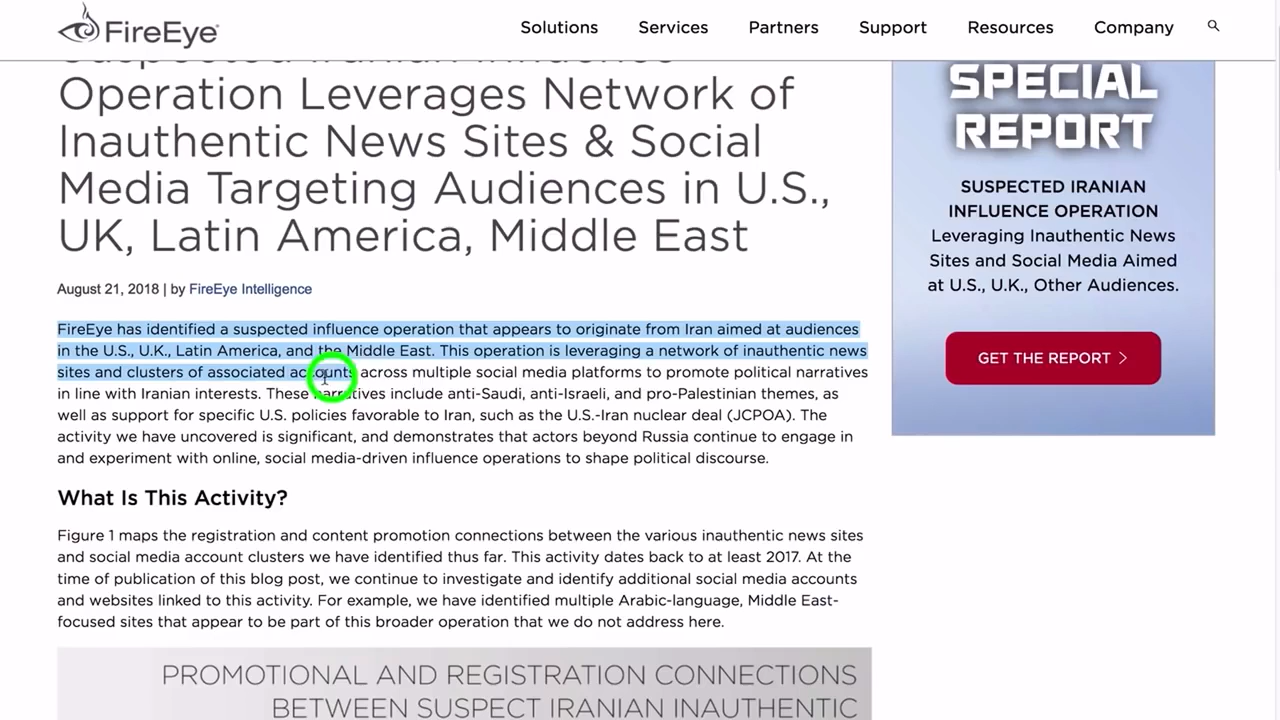 FireEye
Solutions Services Partners Support Resources Company
Suspected Iranian Influence
Operation Leverages Network of
Inauthentic News Sites & Social
Media Targeting Audiences in U.S.,
UK, Latin America, Middle East
August 21, 2018 | by FireEye Intelligence
FireEye has identified a suspected influence operation that appears to originate from Iran aimed at audiences
in the U.S., U.K., Latin America, and the Middle East. This operation is leveraging a network of inauthentic news
sites and clusters of associated accounts across multiple social media platforms to promote political narratives
in line with Iranian interests. These narratives include anti-Saudi, anti-Israeli, and pro-Palestinian themes, as
well as support for specific U.S. policies favorable to Iran, such as the U.S.-Iran nuclear deal (JCPOA). The
activity we have uncovered is significant, and demonstrates that actors beyond Russia continue to engage in
and experiment with online, social media-driven influence operations to shape political discourse.
What Is This Activity?
Figure 1 maps the registration and content promotion connections between the various inauthentic news sites
and social media account clusters we have identified thus far. This activity dates back to at least 2017. At the
time of publication of this blog post, we continue to investigate and identify additional social media accounts
and websites linked to this activity. For example, we have identified multiple Arabic-language, Middle East-
focused sites that appear to be part of this broader operation that we do not address here.
PROMOTIONAL AND REGISTRATION CONNECTIONS
BETWEEN SUSPECT IRANIAN INAUTHENTIC
SPECIAL
REPORT
SUSPECTED IRANIAN
INFLUENCE OPERATION
Leveraging Inauthentic News
Sites and Social Media Aimed
at U.S., U.K., Other Audiences.
GET THE REPORT